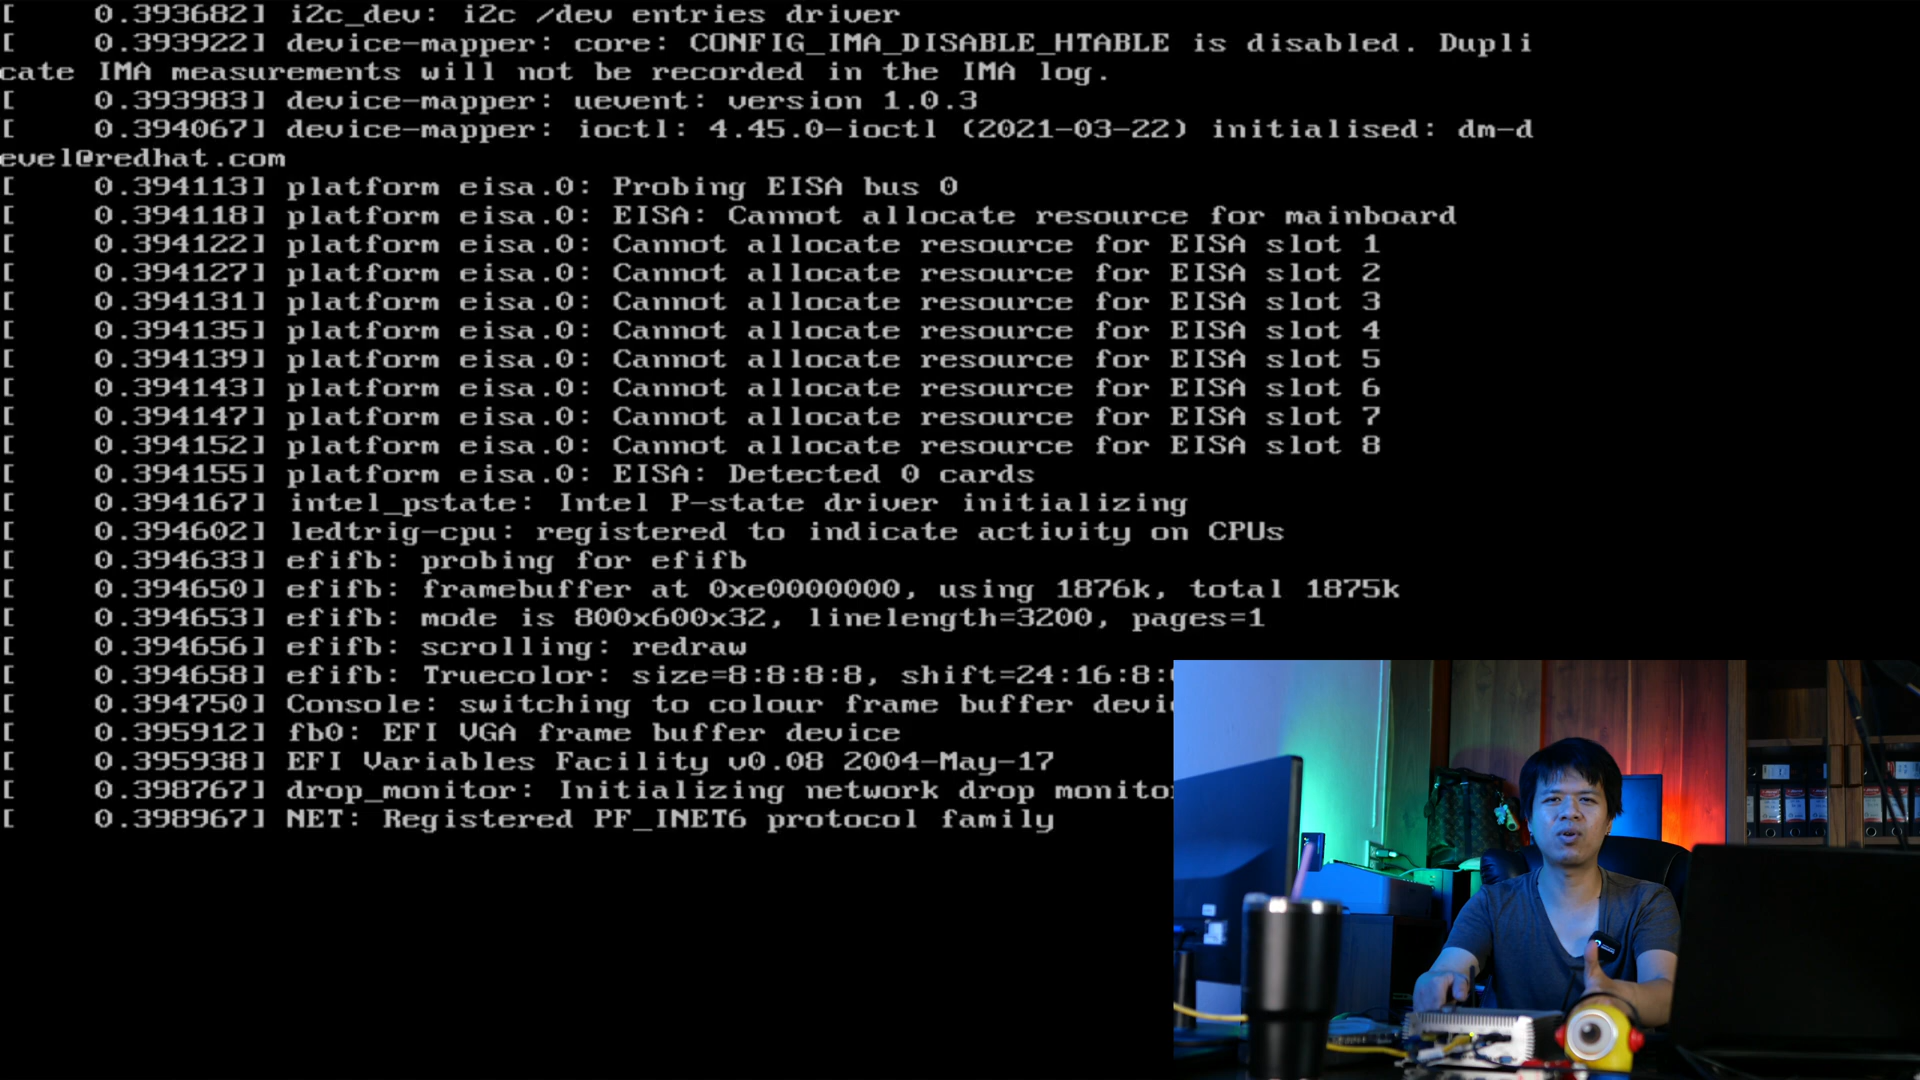 [    0.393682] i2c_dev: i2c /dev entries driver
[    0.393922] device-mapper: core: CONFIG_IMA_DISABLE_HTABLE is disabled. Dupli
cate IMA measurements will not be recorded in the IMA log.
[    0.393983] device-mapper: uevent: version 1.0.3
[    0.394067] device-mapper: ioctl: 4.45.0-ioctl (2021-03-22) initialised: dm-d
evel@redhat.com
[    0.394113] platform eisa.0: Probing EISA bus 0
[    0.394118] platform eisa.0: EISA: Cannot allocate resource for mainboard
[    0.394122] platform eisa.0: Cannot allocate resource for EISA slot 1
[    0.394127] platform eisa.0: Cannot allocate resource for EISA slot 2
[    0.394131] platform eisa.0: Cannot allocate resource for EISA slot 3
[    0.394135] platform eisa.0: Cannot allocate resource for EISA slot 4
[    0.394139] platform eisa.0: Cannot allocate resource for EISA slot 5
[    0.394143] platform eisa.0: Cannot allocate resource for EISA slot 6
[    0.394147] platform eisa.0: Cannot allocate resource for EISA slot 7
[    0.394152] platform eisa.0: Cannot allocate resource for EISA slot 8
[    0.394155] platform eisa.0: EISA: Detected 0 cards
[    0.394167] intel_pstate: Intel P-state driver initializing
[    0.394602] ledtrig-cpu: registered to indicate activity on CPUs
[    0.394633] efifb: probing for efifb
[    0.394650] efifb: framebuffer at 0xe0000000, using 1876k, total 1875k
[    0.394653] efifb: mode is 800x600x32, linelength=3200, pages=1
[    0.394656] efifb: scrolling: redraw
[    0.394658] efifb: Truecolor: size=8:8:8:8, shift=24:16:8:
[    0.394750] Console: switching to colour frame buffer devi
[    0.395912] fb0: EFI VGA frame buffer device
[    0.395938] EFI Variables Facility v0.08 2004-May-17
[    0.398767] drop_monitor: Initializing network drop monito
[    0.398967] NET: Registered PF_INET6 protocol family